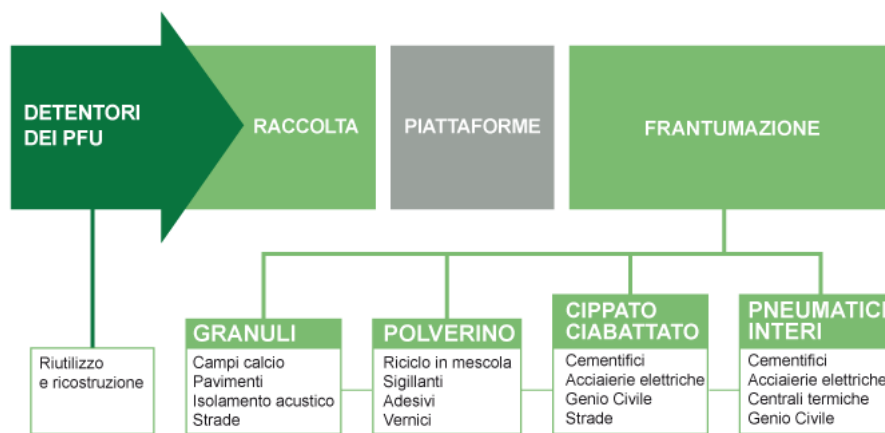 DETENTORI
DEI PFU
RACCOLTA
PIATTAFORME
FRANTUMAZIONE
Riutilizzo
e ricostruzione
GRANULI
Campi calcio
Pavimenti
Isolamento acustico
Strade
POLVERINO
Riciclo in mescola
Sigillanti
Adesivi
Vernici
CIPPATO
CIABATTATO
Cementifici
Acciaierie elettriche
Genio Civile
Strade
PNEUMATICI
INTERI
Cementifici
Acciaierie elettriche
Centrali termiche
Genio Civile